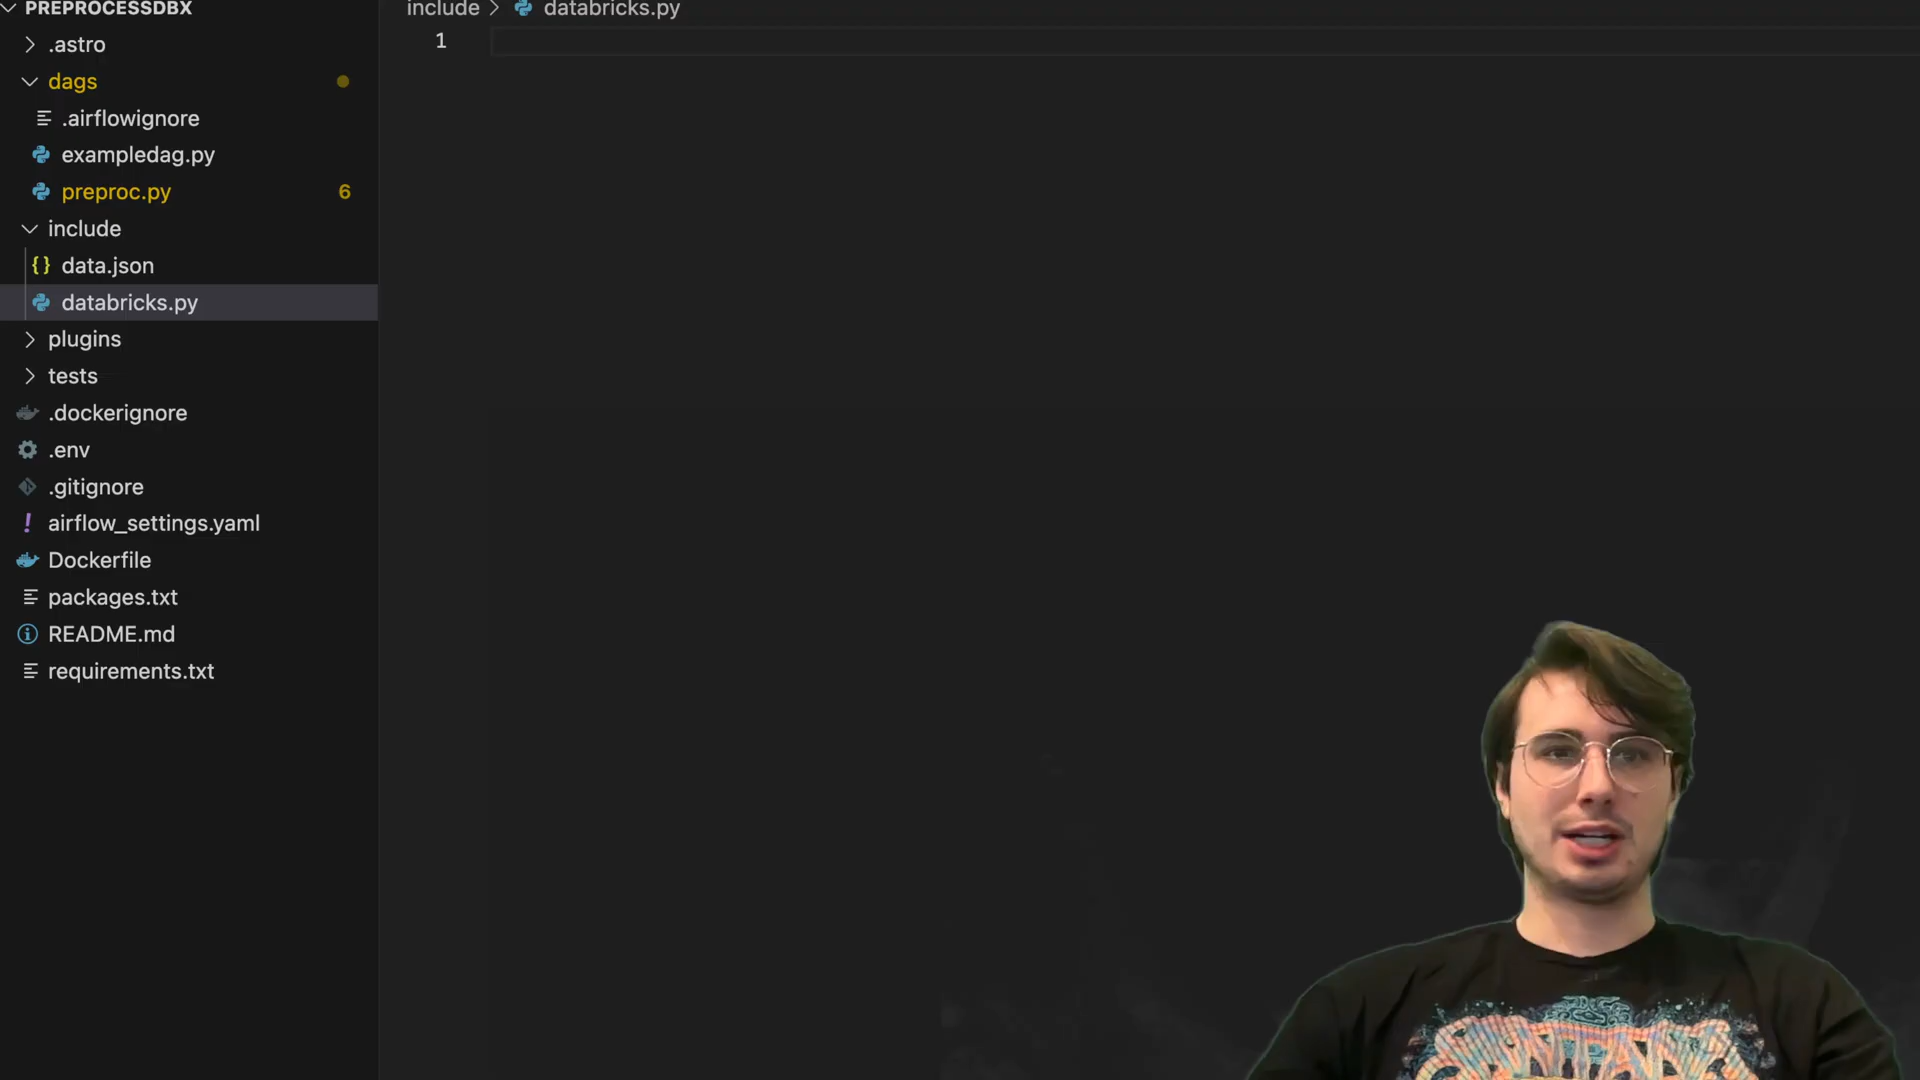 PREPROCESSDBX
.astro
dags
.airflowignore
exampledag.py
preproc.py 6
include
{} data.json
databricks.py
plugins
tests
.dockerignore
.env
.gitignore
! airflow_settings.yaml
Dockerfile
packages.txt
README.md
requirements.txt
include > databricks.py
1